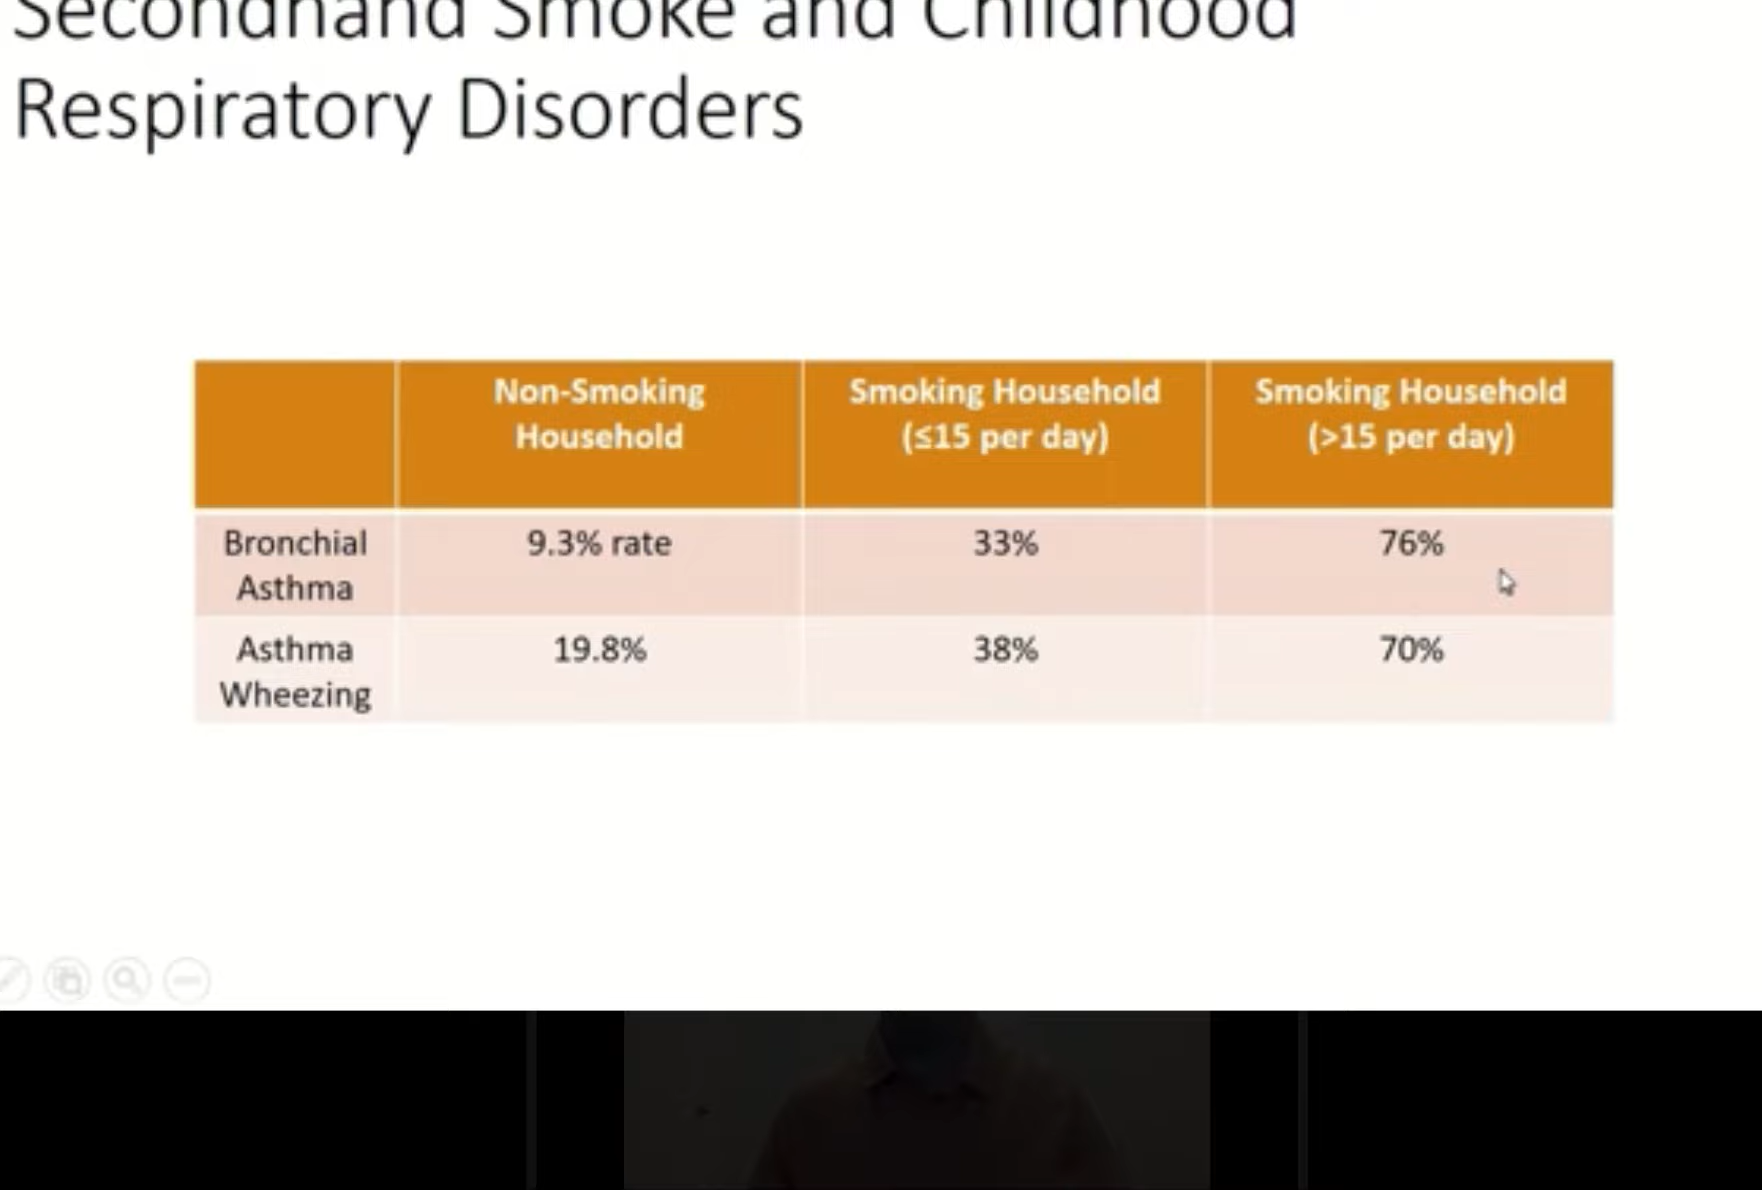 Secondhand Smoke and Childhood
Respiratory Disorders
Non-Smoking
Household
Smoking Household
(≤15 per day)
Smoking Household
(>15 per day)
Bronchial
Asthma
9.3% rate
33%
76%
Asthma
Wheezing
19.8%
38%
70%